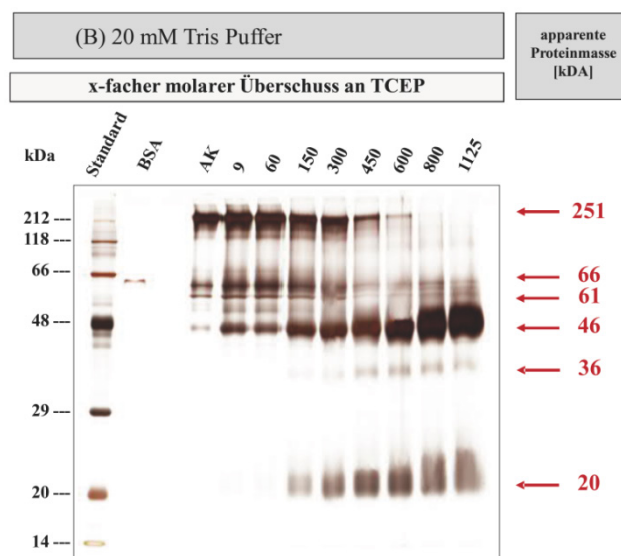 (B) 20 mM Tris Puffer
apparente
Proteinmasse
[kDA]
x-facher molarer Überschuss an TCEP
kDa
Standard
BSA
AK
9
60
150
300
450
600
800
1125
212 ---
118 ---
66 ---
48 ---
29 ---
20 ---
14 ---
251
66
61
46
36
20